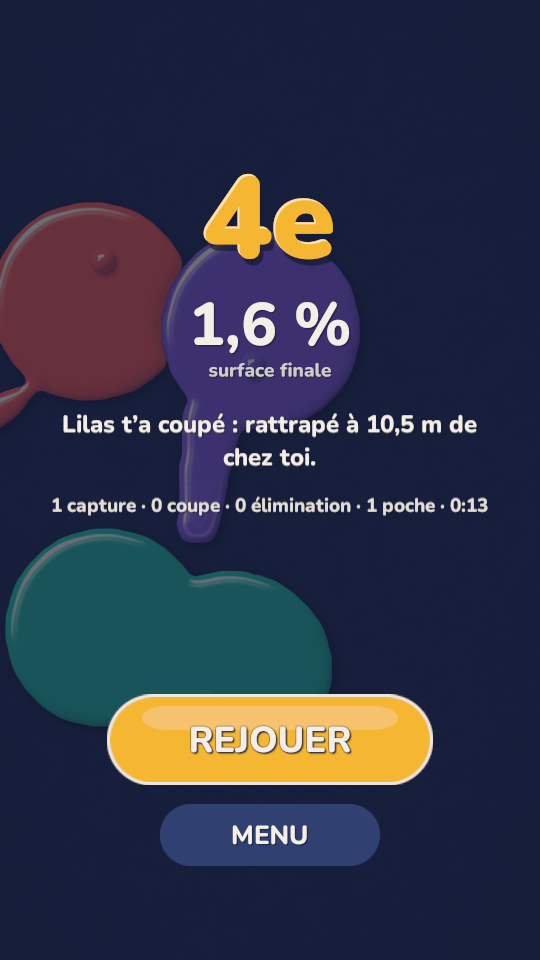 4e
1,6 %
surface finale
Lilas t’a coupé : rattrapé à 10,5 m de
chez toi.
1 capture · 0 coupe · 0 élimination · 1 poche · 0:13
REJOUER
MENU